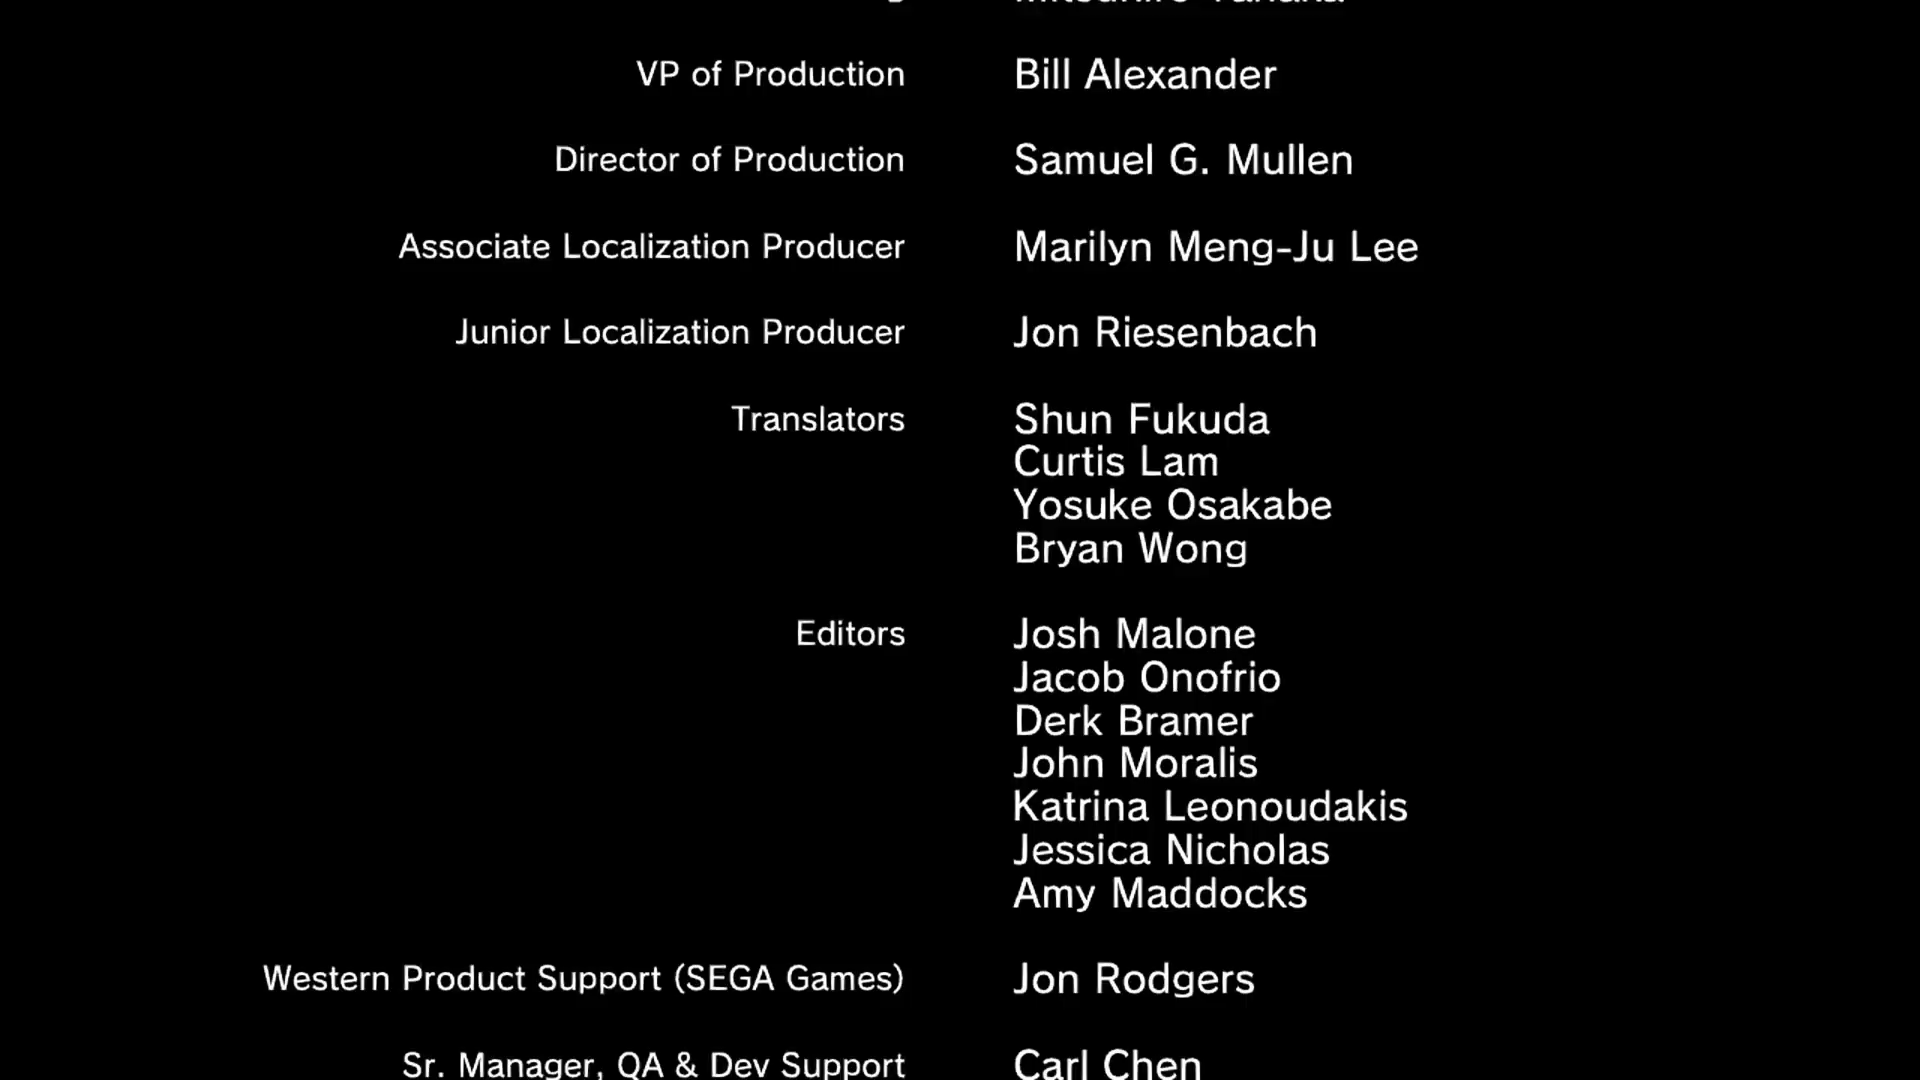 VP of Production Bill Alexander
Director of Production Samuel G. Mullen
Associate Localization Producer Marilyn Meng-Ju Lee
Junior Localization Producer Jon Riesenbach
Translators Shun Fukuda
Curtis Lam
Yosuke Osakabe
Bryan Wong
Editors Josh Malone
Jacob Onofrio
Derk Bramer
John Moralis
Katrina Leonoudakis
Jessica Nicholas
Amy Maddocks
Western Product Support (SEGA Games) Jon Rodgers
Sr. Manager, QA & Dev Support Carl Chen